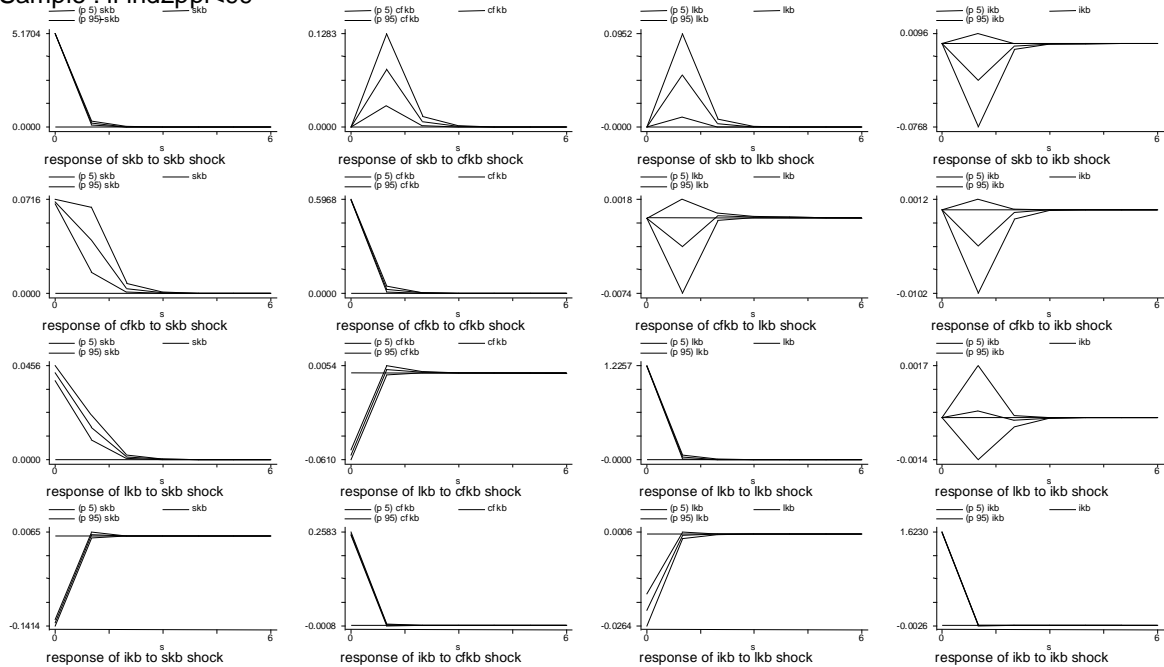 Sample :
(p 5) skb skb
(p 95) skb
5.1704
0.0000
0 6
s
response of skb to skb shock
(p 5) cfkb cfkb
(p 95) cfkb
0.1283
0.0000
0 6
s
response of skb to cfkb shock
(p 5) lkb lkb
(p 95) lkb
0.0952
-0.0000
0 6
s
response of skb to lkb shock
(p 5) ikb ikb
(p 95) ikb
0.0096
-0.0768
0 6
s
response of skb to ikb shock
(p 5) skb skb
(p 95) skb
0.0716
0.0000
0 6
s
response of cfkb to skb shock
(p 5) cfkb cfkb
(p 95) cfkb
0.5968
0.0000
0 6
s
response of cfkb to cfkb shock
(p 5) lkb lkb
(p 95) lkb
0.0018
-0.0074
0 6
s
response of cfkb to lkb shock
(p 5) ikb ikb
(p 95) ikb
0.0012
-0.0102
0 6
s
response of cfkb to ikb shock
(p 5) skb skb
(p 95) skb
0.0456
0.0000
0 6
s
response of lkb to skb shock
(p 5) cfkb cfkb
(p 95) cfkb
0.0054
-0.0610
0 6
s
response of lkb to cfkb shock
(p 5) lkb lkb
(p 95) lkb
1.2257
-0.0000
0 6
s
response of lkb to lkb shock
(p 5) ikb ikb
(p 95) ikb
0.0017
-0.0014
0 6
s
response of lkb to ikb shock
(p 5) skb skb
(p 95) skb
0.0065
-0.1414
0 6
s
response of ikb to skb shock
(p 5) cfkb cfkb
(p 95) cfkb
0.2583
-0.0008
0 6
s
response of ikb to cfkb shock
(p 5) lkb lkb
(p 95) lkb
0.0006
-0.0264
0 6
s
response of ikb to lkb shock
(p 5) ikb ikb
(p 95) ikb
1.6230
-0.0026
0 6
s
response of ikb to ikb shock